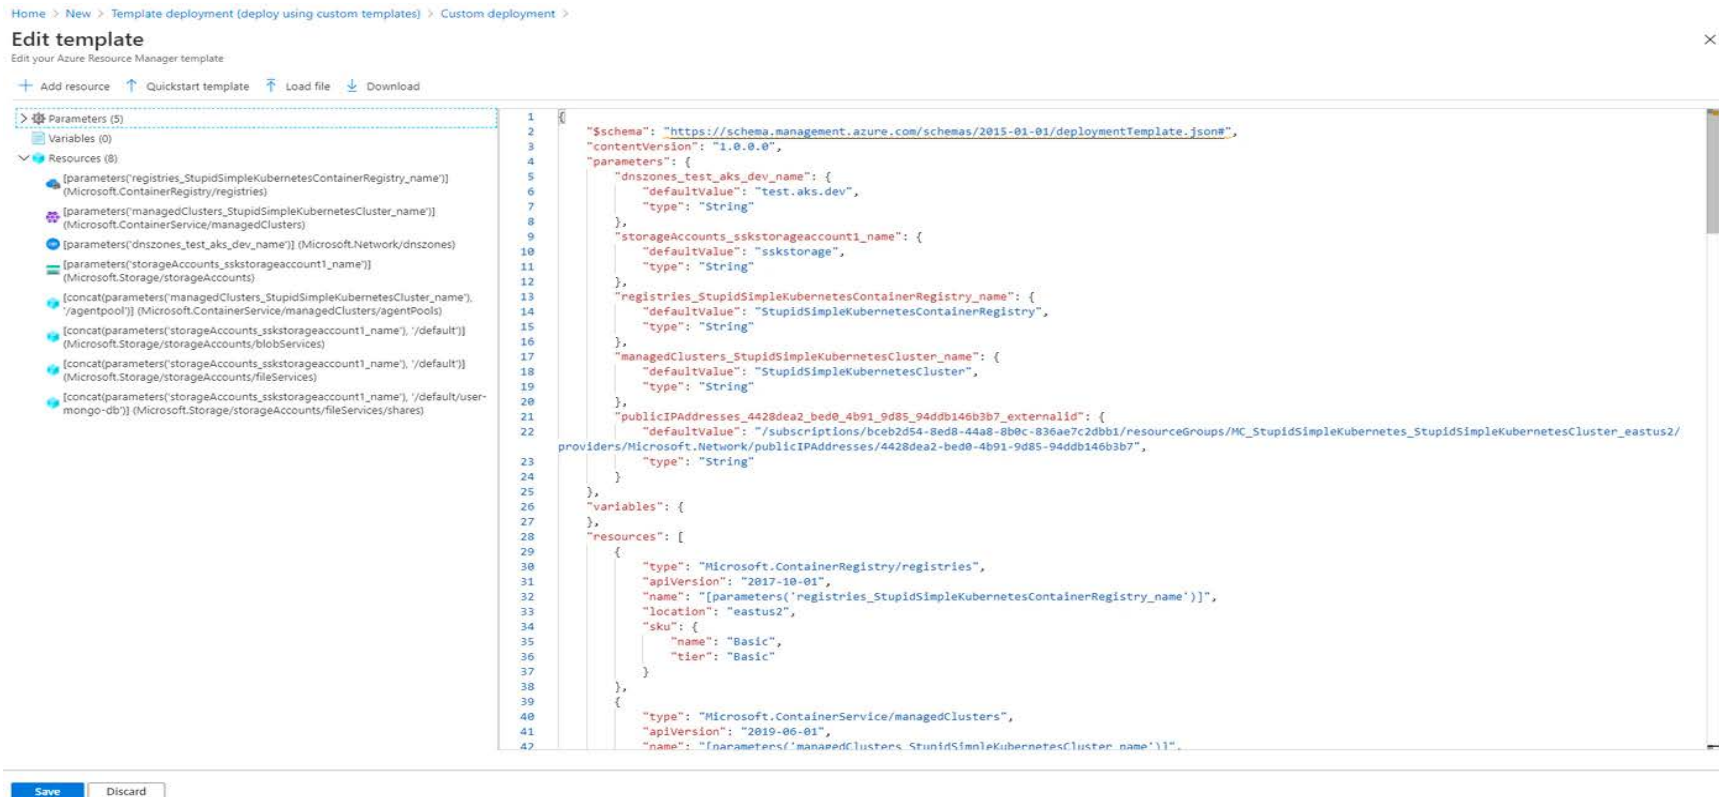 Home > New > Template deployment (deploy using custom templates) > Custom deployment >
Edit template
Edit your Azure Resource Manager template
Add resource Quickstart template Load file Download
Parameters (5)
Variables (0)
Resources (8)
[parameters('registries_StupidSimpleKubernetesContainerRegistry_name')]
(Microsoft.ContainerRegistry/registries)
[parameters('managedClusters_StupidSimpleKubernetesCluster_name')]
(Microsoft.ContainerService/managedClusters)
[parameters('dnszones_test_aks_dev_name')] (Microsoft.Network/dnszones)
[parameters('storageAccounts_sskstorageaccount1_name')]
(Microsoft.Storage/storageAccounts)
[concat(parameters('managedClusters_StupidSimpleKubernetesCluster_name'),
'/agentpool')] (Microsoft.ContainerService/managedClusters/agentPools)
[concat(parameters('storageAccounts_sskstorageaccount1_name'), '/default')]
(Microsoft.Storage/storageAccounts/blobServices)
[concat(parameters('storageAccounts_sskstorageaccount1_name'), '/default')]
(Microsoft.Storage/storageAccounts/fileServices)
[concat(parameters('storageAccounts_sskstorageaccount1_name'), '/default/user-
mongo-db')] (Microsoft.Storage/storageAccounts/fileServices/shares)
1 {
2 "$schema": "https://schema.management.azure.com/schemas/2015-01-01/deploymentTemplate.json#",
3 "contentVersion": "1.0.0.0",
4 "parameters": {
5 "dnszones_test_aks_dev_name": {
6 "defaultValue": "test.aks.dev",
7 "type": "String"
8 },
9 "storageAccounts_sskstorageaccount1_name": {
10 "defaultValue": "sskstorage",
11 "type": "String"
12 },
13 "registries_StupidSimpleKubernetesContainerRegistry_name": {
14 "defaultValue": "StupidSimpleKubernetesContainerRegistry",
15 "type": "String"
16 },
17 "managedClusters_StupidSimpleKubernetesCluster_name": {
18 "defaultValue": "StupidSimpleKubernetesCluster",
19 "type": "String"
20 },
21 "publicIPAddresses_4428dea2_bed0_4b91_9d85_94ddb146b3b7_externalid": {
22 "defaultValue": "/subscriptions/bceb2d54-8ed8-44a8-8b0c-836ae7c2dbb1/resourceGroups/MC_StupidSimpleKubernetes_StupidSimpleKubernetesCluster_eastus2/
providers/Microsoft.Network/publicIPAddresses/4428dea2-bed0-4b91-9d85-94ddb146b3b7",
23 "type": "String"
24 }
25 },
26 "variables": {
27 },
28 "resources": [
29 {
30 "type": "Microsoft.ContainerRegistry/registries",
31 "apiVersion": "2017-10-01",
32 "name": "[parameters('registries_StupidSimpleKubernetesContainerRegistry_name')]",
33 "location": "eastus2",
34 "sku": {
35 "name": "Basic",
36 "tier": "Basic"
37 }
38 },
39 {
40 "type": "Microsoft.ContainerService/managedClusters",
41 "apiVersion": "2019-06-01",
42 "name": "[parameters('managedClusters_StupidSimpleKubernetesCluster_name')]",
Save Discard